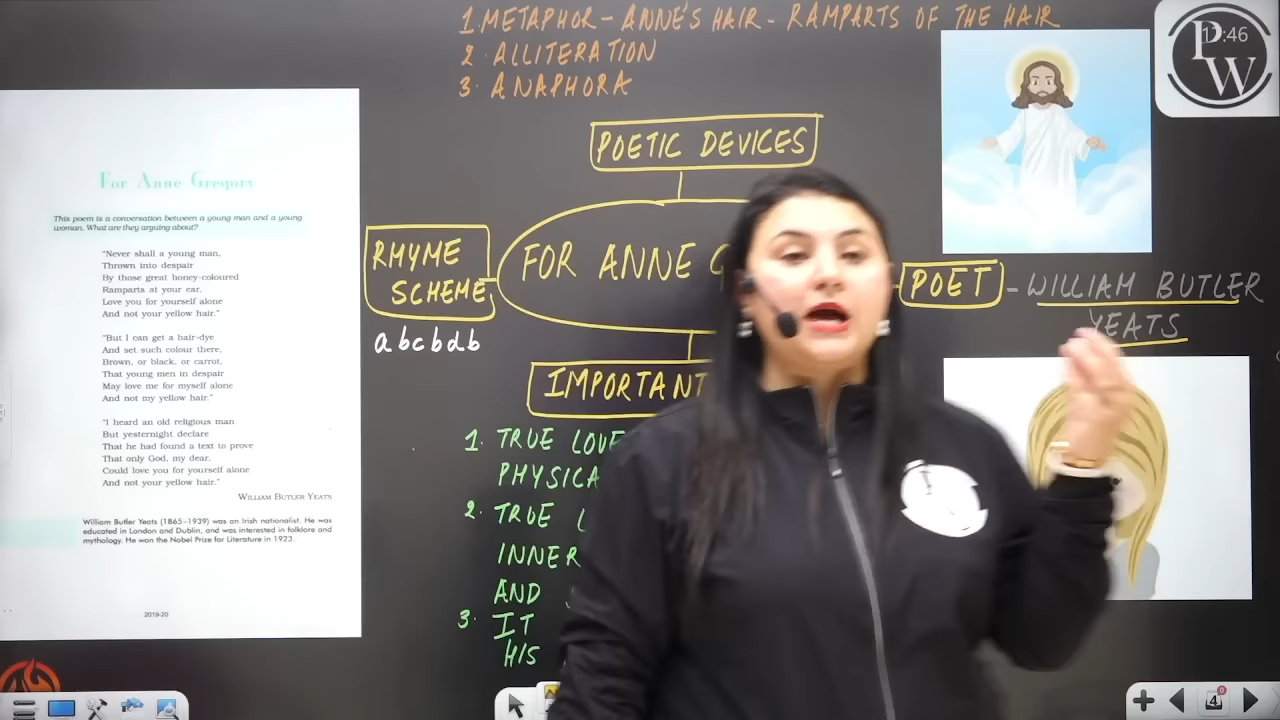 1. METAPHOR - ANNE'S HAIR - RAMPARTS OF THE HAIR
2. ALLITERATION
3. ANAPHORA
POETIC DEVICES
RHYME
SCHEME
abcbdb
FOR ANNE G
POET - WILLIAM BUTLER
YEATS
IMPORTANT
1. TRUE LOVE
PHYSICA
2. TRUE
INNER
AND
3. IT
HIS
For Anne Gregory
This poem is a conversation between a young man and a young
woman. What are they arguing about?
"Never shall a young man,
Thrown into despair
By those great honey-coloured
Ramparts at your ear,
Love you for yourself alone
And not your yellow hair."
"But I can get a hair-dye
And set such colour there,
Brown, or black, or carrot,
That young men in despair
May love me for myself alone
And not my yellow hair."
"I heard an old religious man
But yesternight declare
That he had found a text to prove
That only God, my dear,
Could love you for yourself alone
And not your yellow hair."
WILLIAM BUTLER YEATS
William Butler Yeats (1865–1939) was an Irish nationalist. He was
educated in London and Dublin, and was interested in folklore and
mythology. He won the Nobel Prize for Literature in 1923.
2019-20
PW
:46
4